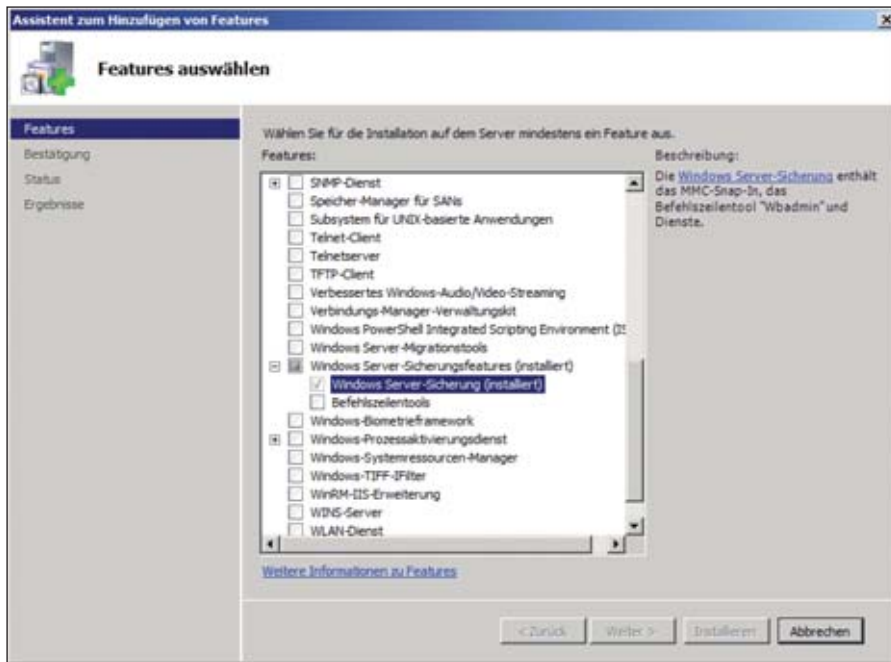 Assistent zum Hinzufügen von Features
Features auswählen
Features
Bestätigung
Status
Ergebnisse
Wählen Sie für die Installation auf dem Server mindestens ein Feature aus.
Features:
SNMP-Dienst
Speicher-Manager für SANs
Subsystem für UNIX-basierte Anwendungen
Telnet-Client
Telnetserver
TFTP-Client
Verbessertes Windows-Audio/Video-Streaming
Verbindungs-Manager-Verwaltungskit
Windows PowerShell Integrated Scripting Environment (IS
Windows Server-Migrationstools
Windows Server-Sicherungsfeatures (installiert)
Windows Server-Sicherung (installiert)
Befehlszeilentools
Windows-Biometrieframework
Windows-Prozessaktivierungsdienst
Windows-Systemressourcen-Manager
Windows-TIFF-IFilter
WinRM-IIS-Erweiterung
WINS-Server
WLAN-Dienst
Weitere Informationen zu Features
Beschreibung:
Die Windows Server-Sicherung enthält
das MMC-Snap-In, das
Befehlszeilentool "Wbadmin" und
Dienste.
< Zurück
Weiter >
Installieren
Abbrechen